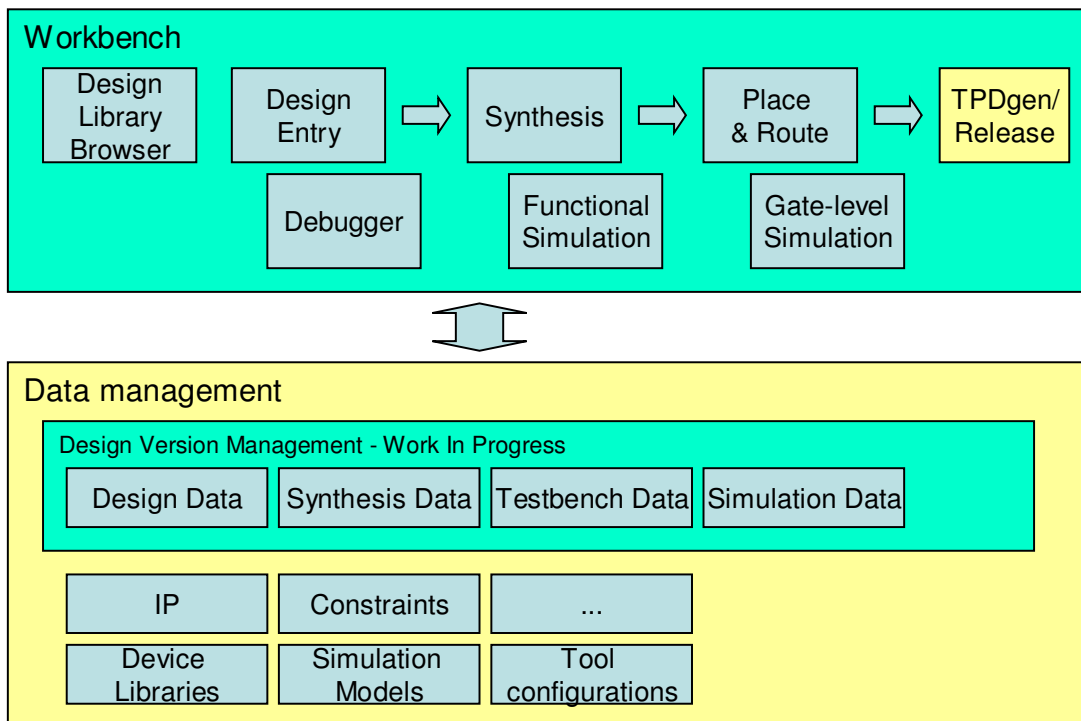 Workbench
Design
Library
Browser
Design
Entry
Synthesis
Place
& Route
TPDgen/
Release
Debugger
Functional
Simulation
Gate-level
Simulation
Data management
Design Version Management - Work In Progress
Design Data
Synthesis Data
Testbench Data
Simulation Data
IP
Constraints
...
Device
Libraries
Simulation
Models
Tool
configurations